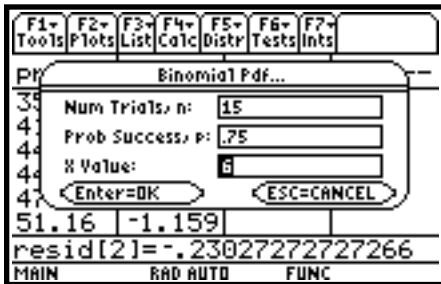 F1 F2 F3 F4 F5 F6 F7
Tools Plots List Calc Distr Tests Ints
Binomial Pdf...
Num Trials, n: 15
Prob Success, p: .75
X Value: 6
Enter=OK ESC=CANCEL
51.16 -1.159
resid[2]=-.23027272727266
MAIN RAD AUTO FUNC